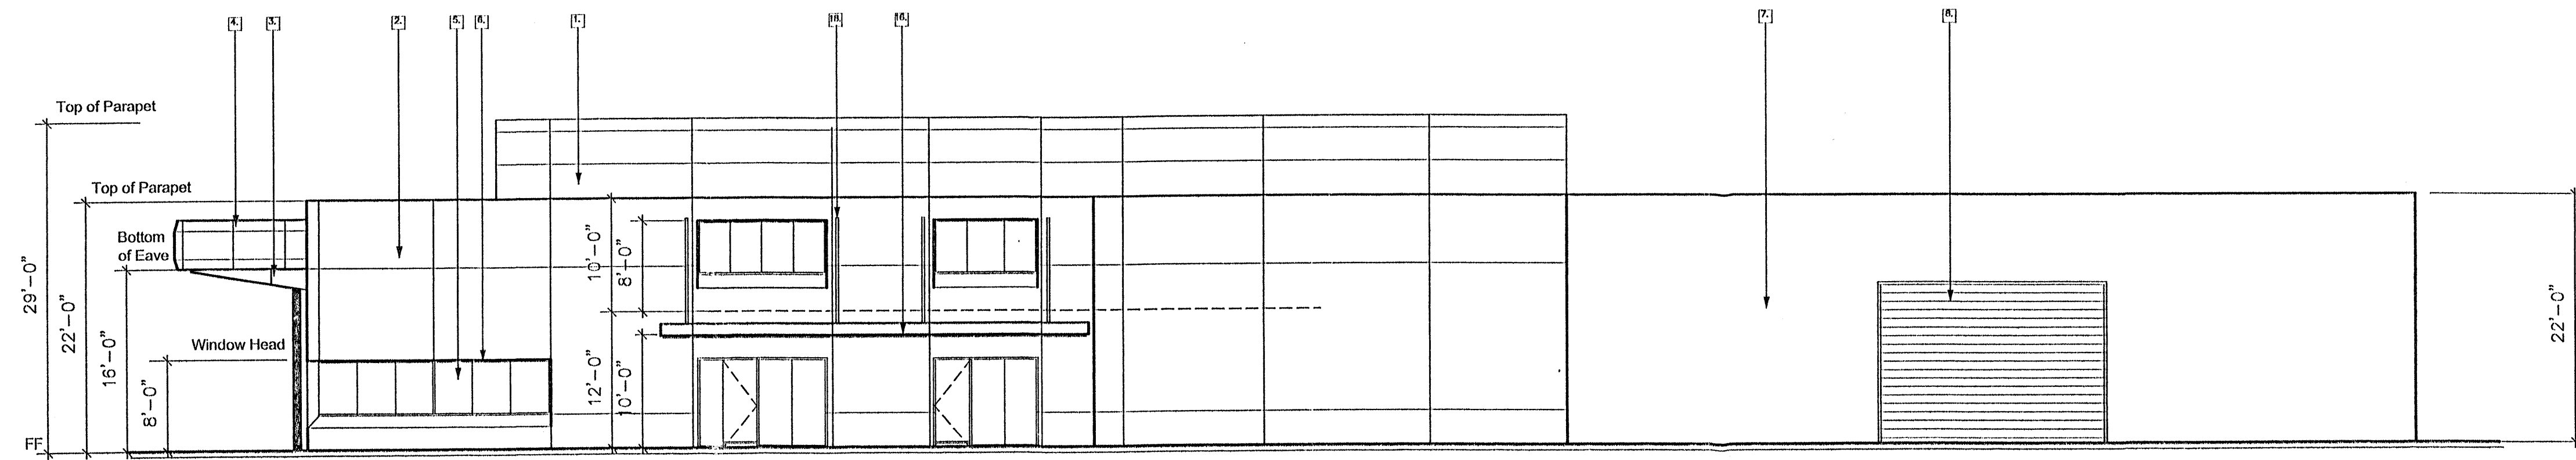 [4.] [3.] [2.] [5.] [6.] [1.] [16.] [7.] [8.]
Top of Parapet
Top of Parapet
Bottom
of Eave
Window Head
FF
29'-0"
22'-0"
16'-0"
8'-0"
10'-0"
8'-0"
12'-0"
10'-0"
22'-0"